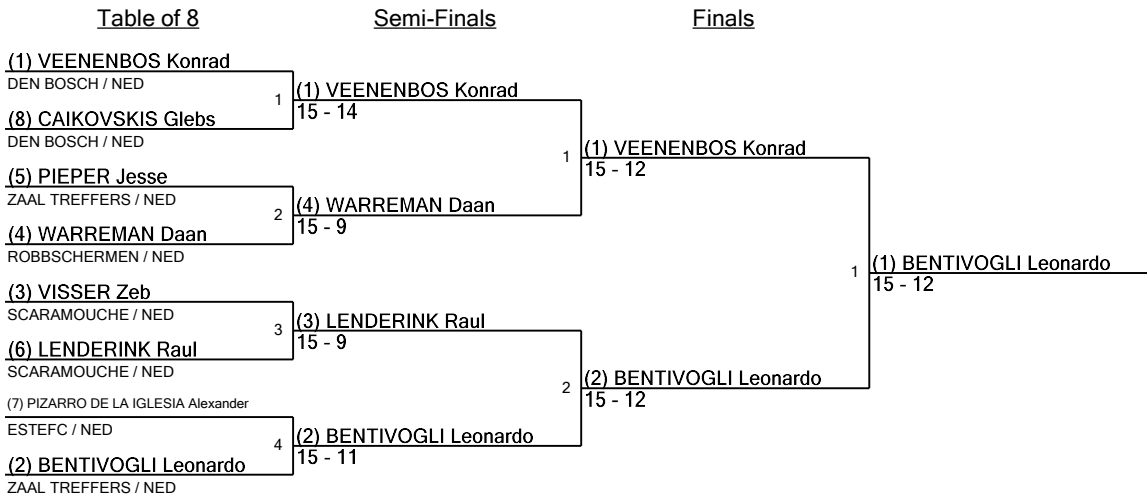 Table of 8
Semi-Finals
Finals
(1) VEENENBOS Konrad
DEN BOSCH / NED
1
(8) CAIKOVSKIS Glebs
DEN BOSCH / NED
(5) PIEPER Jesse
ZAAL TREFFERS / NED
2
(4) WARREMAN Daan
ROBBSCHERMEN / NED
(3) VISSER Zeb
SCARAMOUCHE / NED
3
(6) LENDERINK Raul
SCARAMOUCHE / NED
(7) PIZARRO DE LA IGLESIA Alexander
ESTEFC / NED
4
(2) BENTIVOGLI Leonardo
ZAAL TREFFERS / NED
(1) VEENENBOS Konrad
15 - 14
1
(4) WARREMAN Daan
15 - 9
(3) LENDERINK Raul
15 - 9
2
(2) BENTIVOGLI Leonardo
15 - 11
(1) VEENENBOS Konrad
15 - 12
1
(2) BENTIVOGLI Leonardo
15 - 12
(1) BENTIVOGLI Leonardo
15 - 12